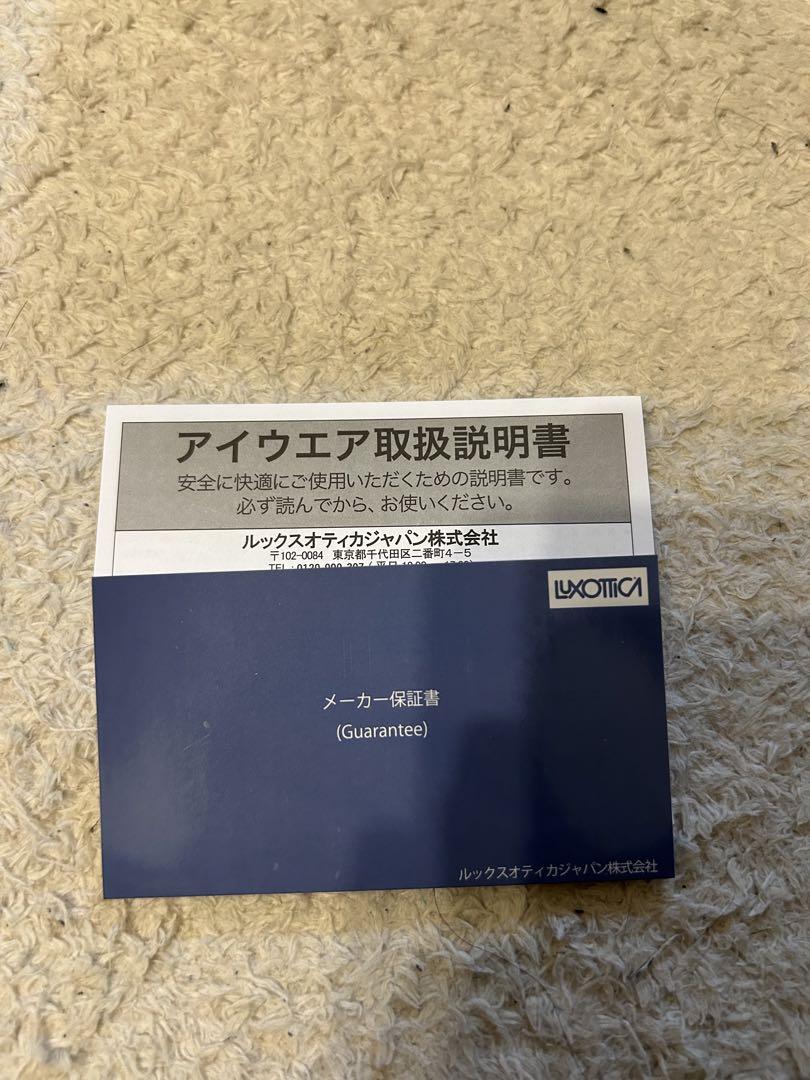 アイウエア取扱説明書
安全に快適にご使用いただくための説明書です。
必ず読んでから、お使いください。
ルックスオティカジャパン株式会社
〒102-0084 東京都千代田区二番町4-5
LUXOTTICA
メーカー保証書
(Guarantee)
ルックスオティカジャパン株式会社